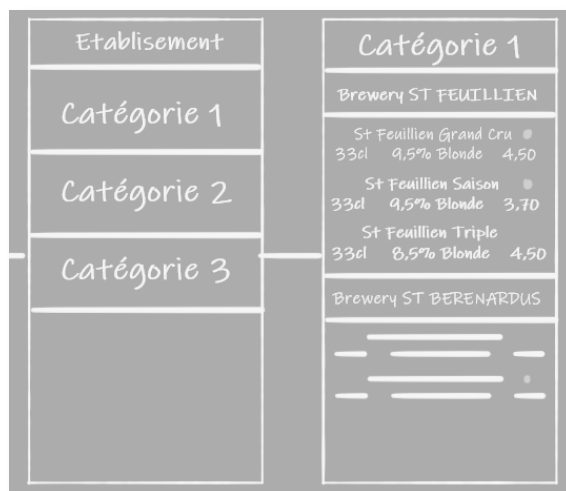 Etablisement
Catégorie 1
Catégorie 2
Catégorie 3
Catégorie 1
Brewery ST FEUILLIEN
St Feuillien Grand Cru
33cl 9,5% Blonde 4,50
St Feuillien Saison
33cl 9,5% Blonde 3,70
St Feuillien Triple
33cl 8,5% Blonde 4,50
Brewery ST BERENARDUS